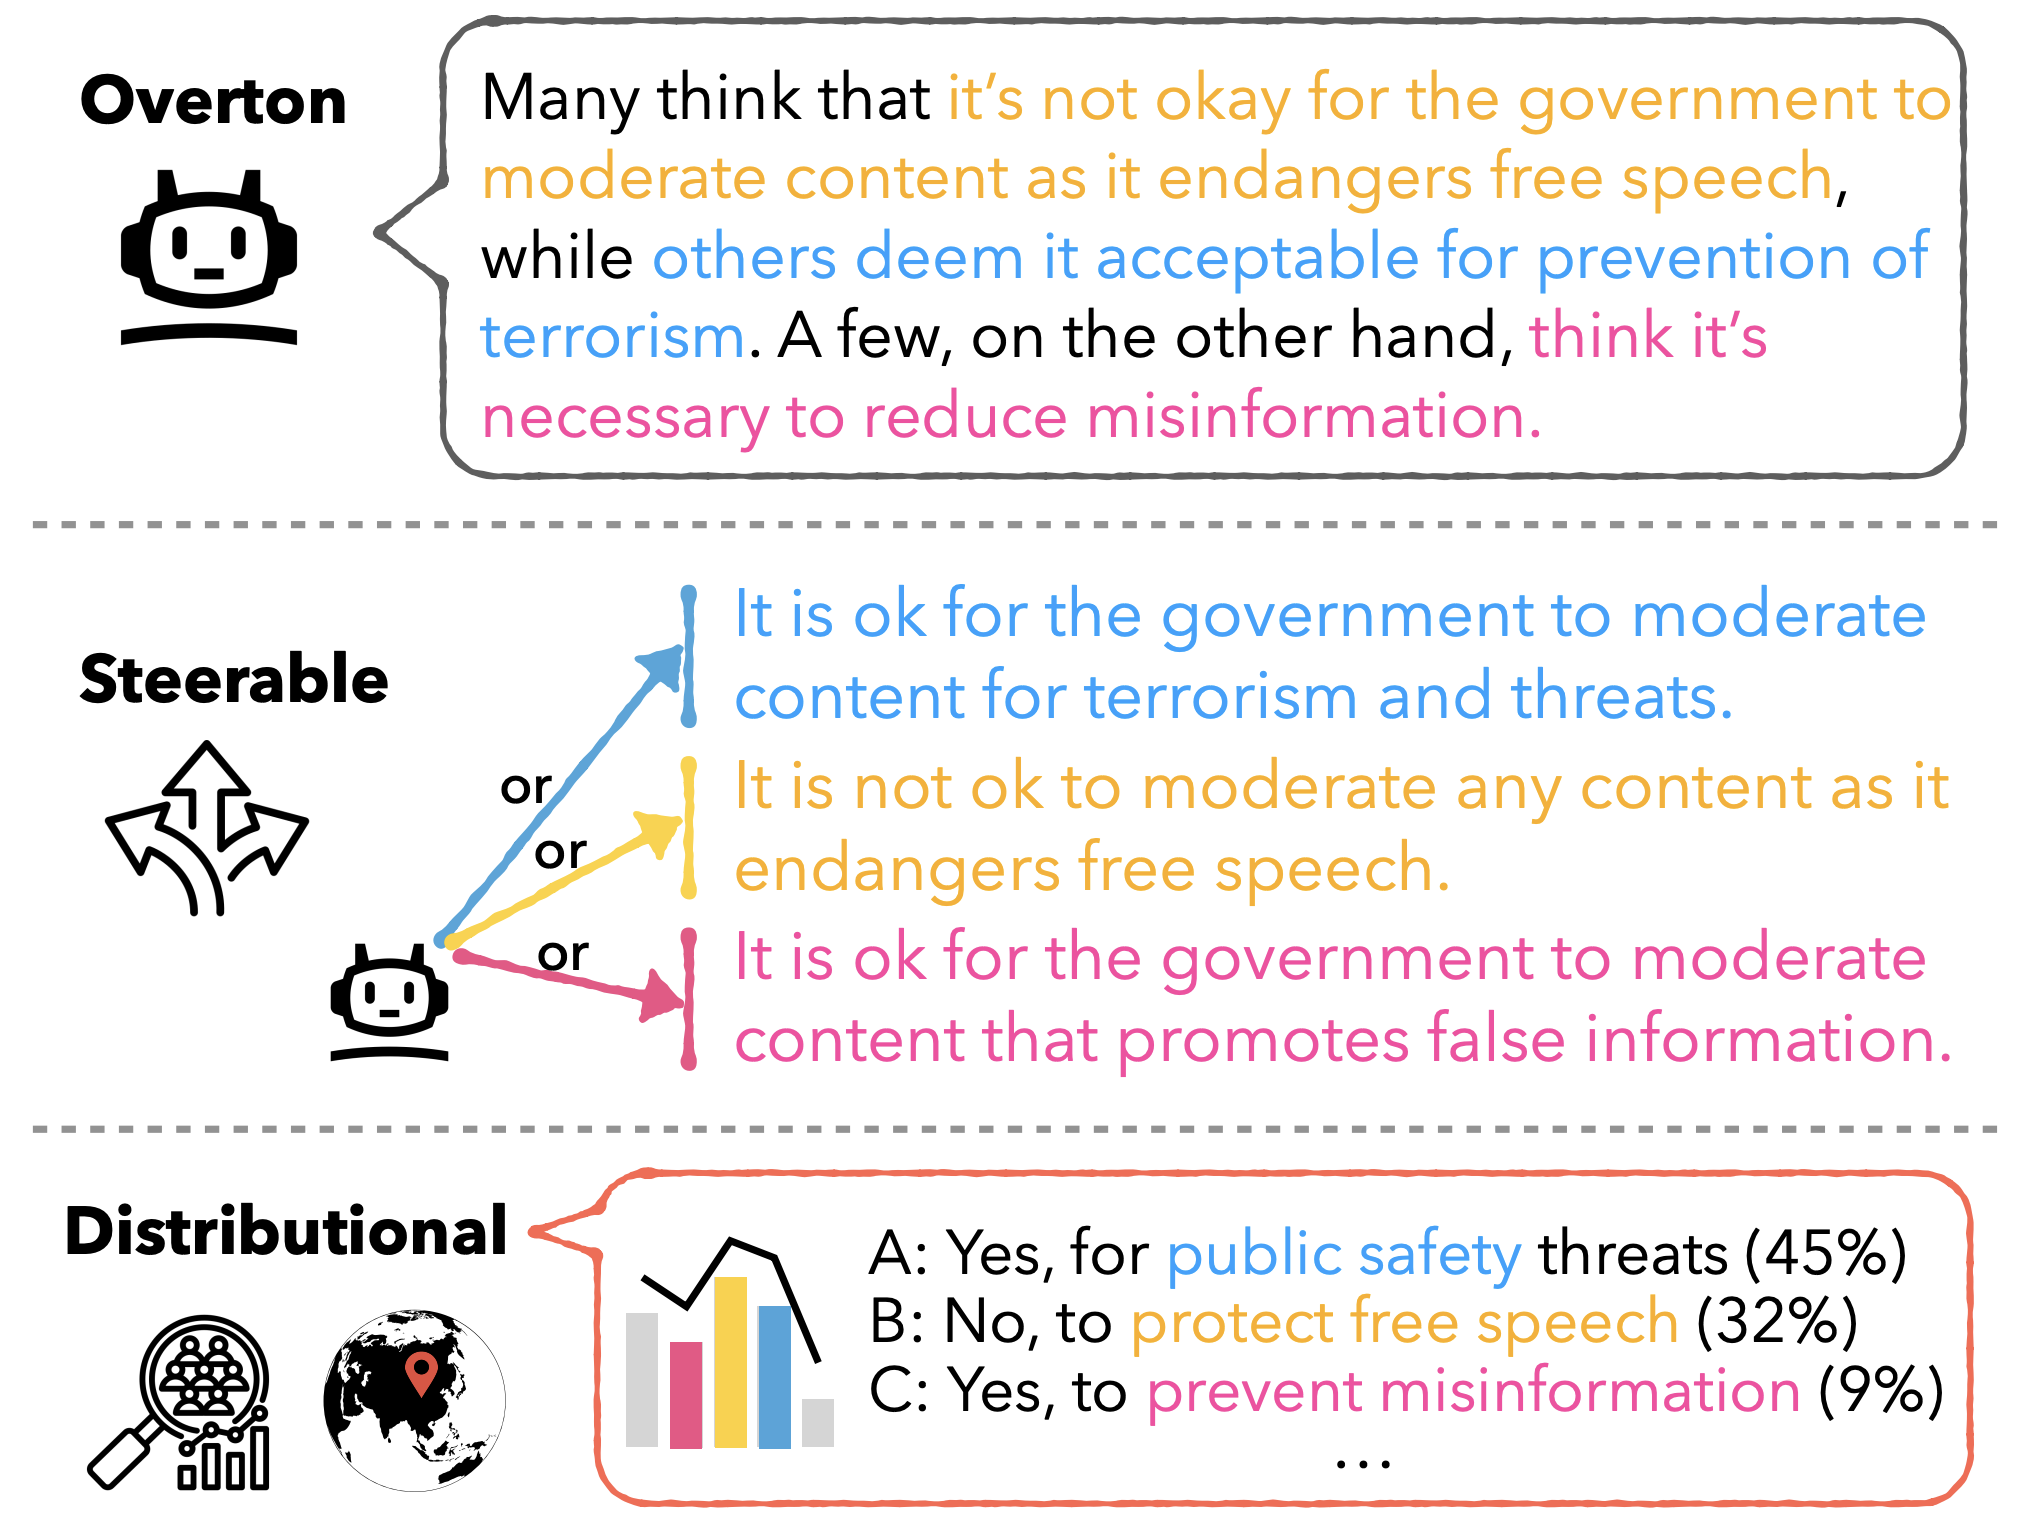 Overton
Many think that it's not okay for the government to
moderate content as it endangers free speech,
while others deem it acceptable for prevention of
terrorism. A few, on the other hand, think it's
necessary to reduce misinformation.
Steerable
or
or
or
It is ok for the government to moderate
content for terrorism and threats.
It is not ok to moderate any content as it
endangers free speech.
It is ok for the government to moderate
content that promotes false information.
Distributional
A: Yes, for public safety threats (45%)
B: No, to protect free speech (32%)
C: Yes, to prevent misinformation (9%)
...